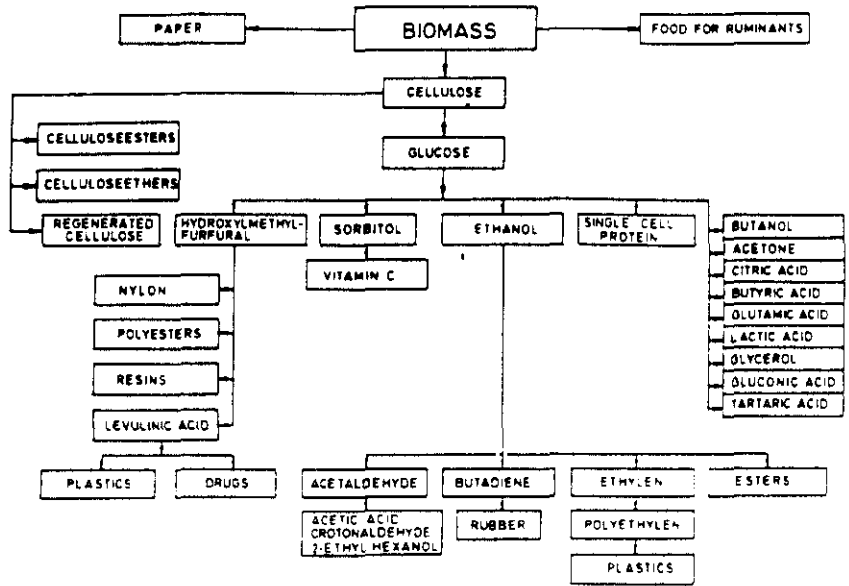 PAPER
BIOMASS
FOOD FOR RUMINANTS
CELLULOSE
CELLULOSEESTERS
GLUCOSE
CELLULOSEETHERS
REGENERATED
CELLULOSE
HYDROXYLMETHYL-
FURFURAL
SORBITOL
ETHANOL
SINGLE CELL
PROTEIN
BUTANOL
ACETONE
CITRIC ACID
BUTYRIC ACID
GLUTAMIC ACID
LACTIC ACID
GLYCEROL
GLUCONIC ACID
TARTARIC ACID
VITAMIN C
NYLON
POLYESTERS
RESINS
LEVULINIC ACID
PLASTICS
DRUGS
ACETALDEHYDE
BUTADIENE
ETHYLEN
ESTERS
ACETIC ACID
CROTONALDEHYDE
2-ETHYL HEXANOL
RUBBER
POLYETHYLEN
PLASTICS